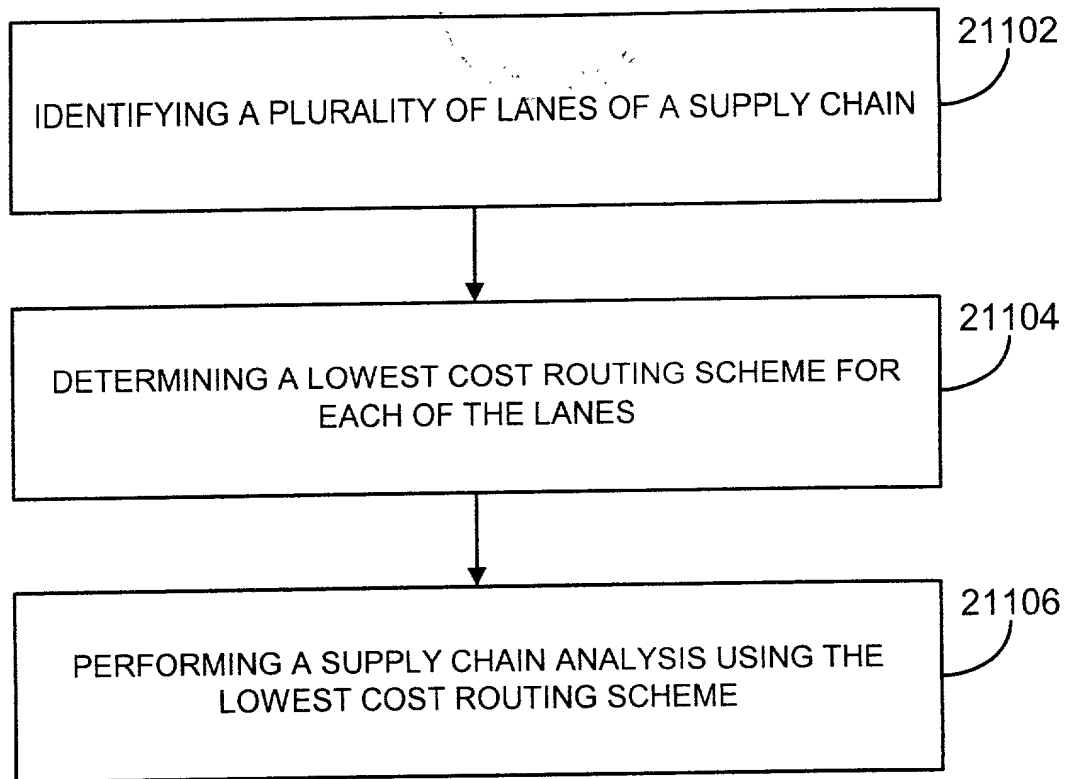 21102
IDENTIFYING A PLURALITY OF LANES OF A SUPPLY CHAIN
21104
DETERMINING A LOWEST COST ROUTING SCHEME FOR
EACH OF THE LANES
21106
PERFORMING A SUPPLY CHAIN ANALYSIS USING THE
LOWEST COST ROUTING SCHEME